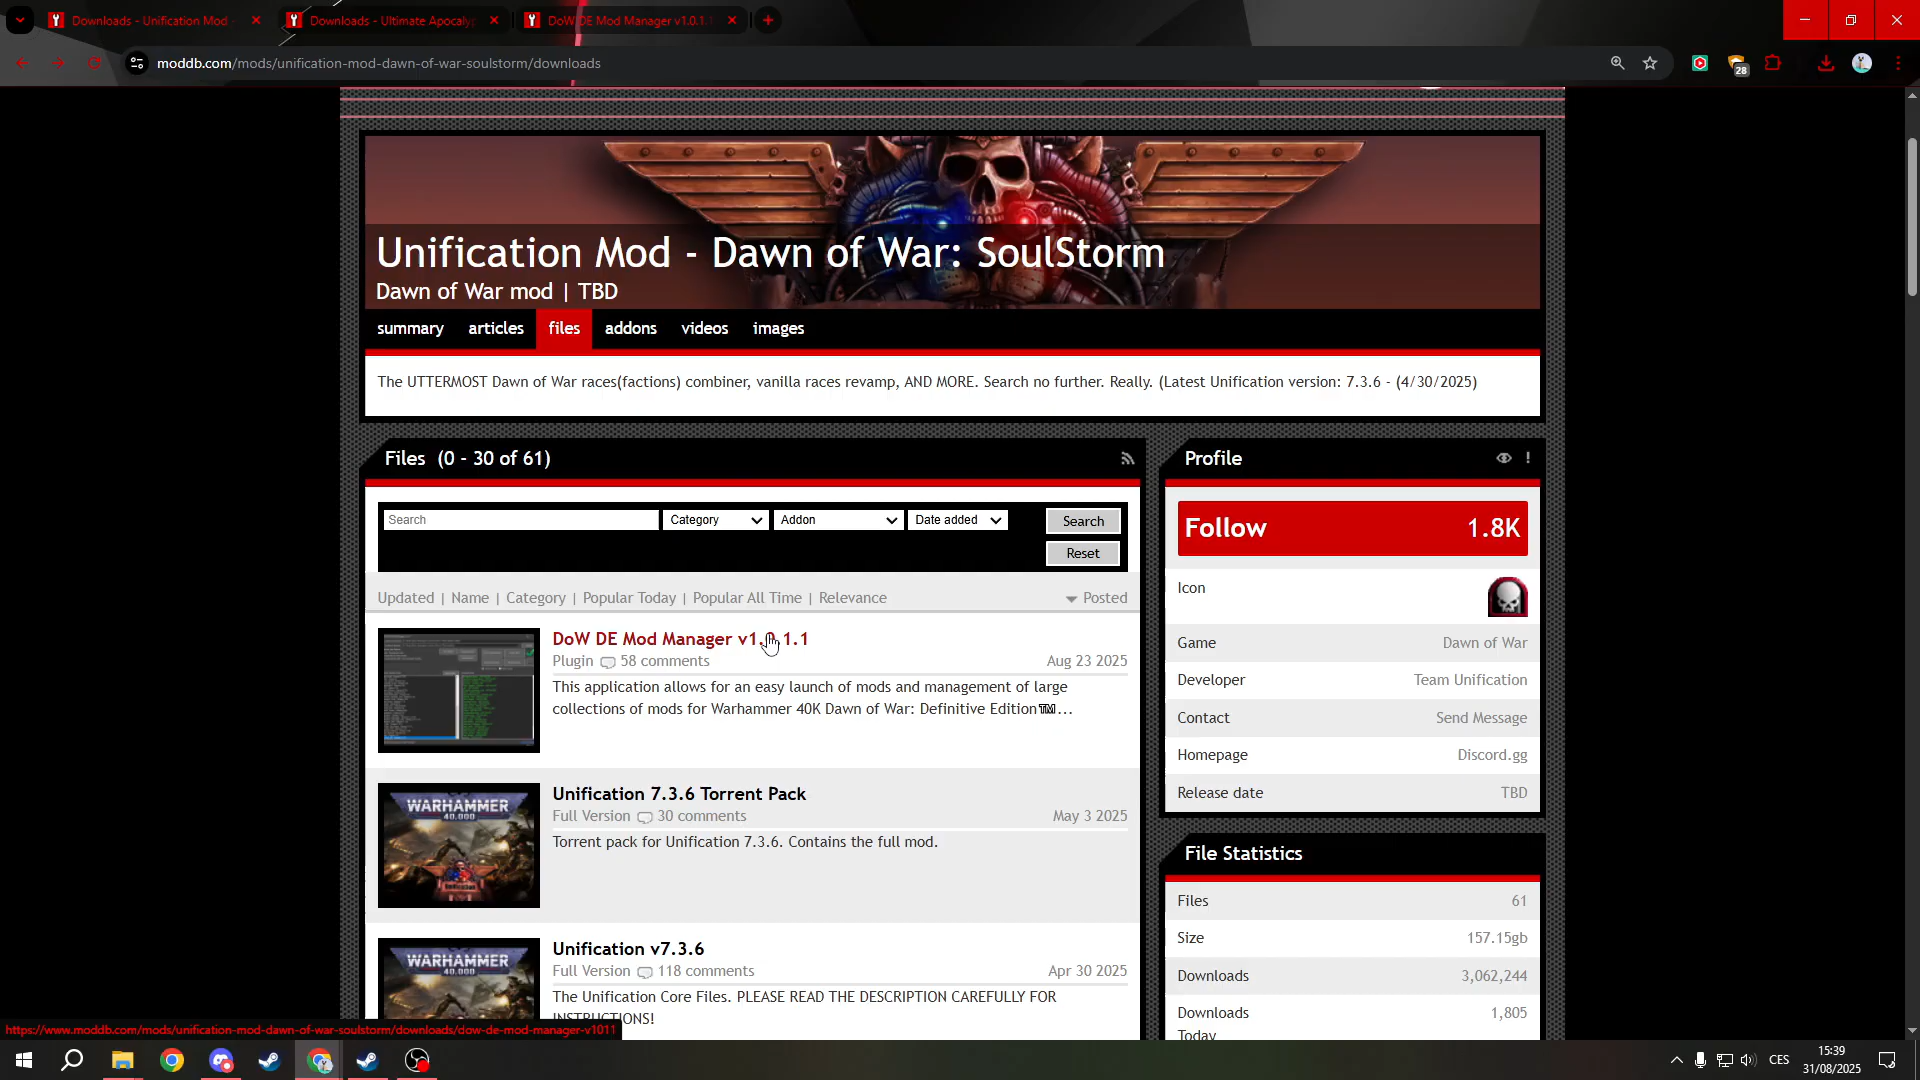 Downloads - Unification Mod
Downloads - Ultimate Apocalyp
DoW DE Mod Manager v1.0.1.1
moddb.com/mods/unification-mod-dawn-of-war-soulstorm/downloads
28
Unification Mod - Dawn of War: SoulStorm
Dawn of War mod | TBD
summary articles files addons videos images
The UTTERMOST Dawn of War races(factions) combiner, vanilla races revamp, AND MORE. Search no further. Really. (Latest Unification version: 7.3.6 - (4/30/2025)
Files (0 - 30 of 61)
Search Category Addon Date added Search
Reset
Updated | Name | Category | Popular Today | Popular All Time | Relevance Posted
DoW DE Mod Manager v1.0.1.1
Plugin 58 comments Aug 23 2025
This application allows for an easy launch of mods and management of large
collections of mods for Warhammer 40K Dawn of War: Definitive Edition™...
WARHAMMER
40,000
Unification 7.3.6 Torrent Pack
Full Version 30 comments May 3 2025
Torrent pack for Unification 7.3.6. Contains the full mod.
WARHAMMER
40,000
Unification v7.3.6
Full Version 118 comments Apr 30 2025
The Unification Core Files. PLEASE READ THE DESCRIPTION CAREFULLY FOR
INSTRUCTIONS!
Profile
Follow 1.8K
Icon
Game Dawn of War
Developer Team Unification
Contact Send Message
Homepage Discord.gg
Release date TBD
File Statistics
Files 61
Size 157.15gb
Downloads 3,062,244
Downloads 1,805
Today
https://www.moddb.com/mods/unification-mod-dawn-of-war-soulstorm/downloads/dow-de-mod-manager-v1011
CES
15:39
31/08/2025